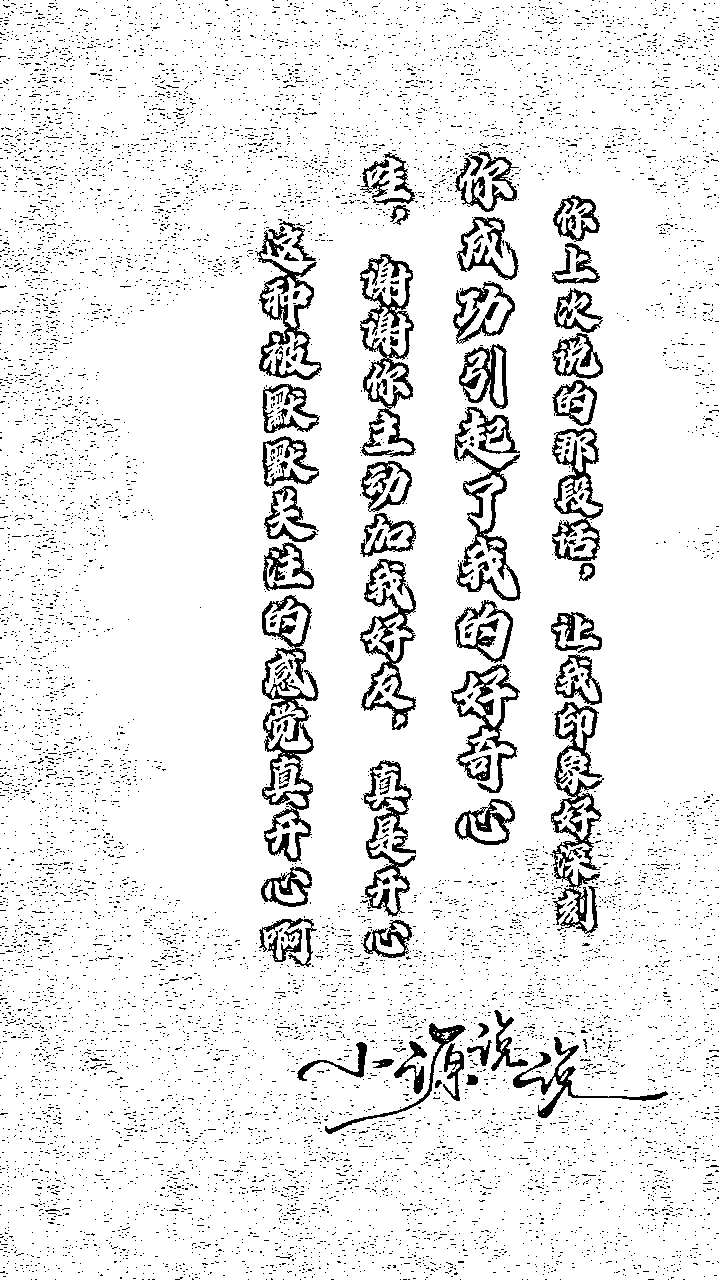 你上次说的那段话，让我印象好深刻
你成功引起了我的好奇心
哇，谢谢你主动加我好友，真是开心
这种被默默关注的感觉真开心啊
小源说说